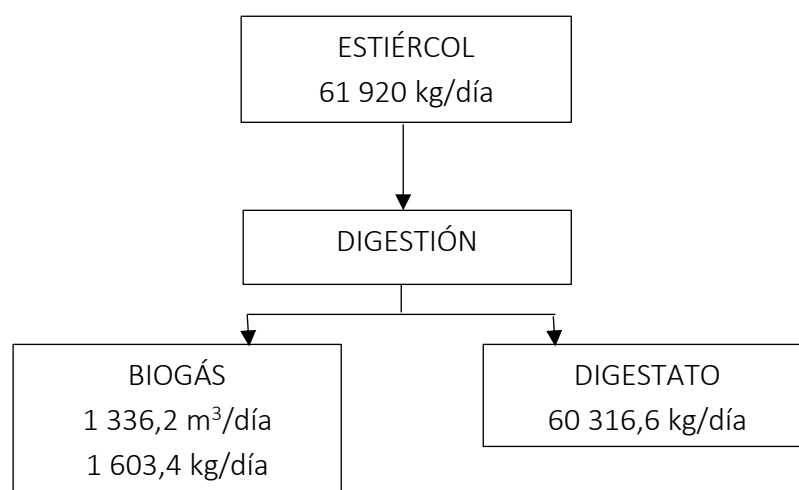 ESTIÉRCOL
61 920 kg/día
DIGESTIÓN
BIOGÁS
1 336,2 m³/día
1 603,4 kg/día
DIGESTATO
60 316,6 kg/día